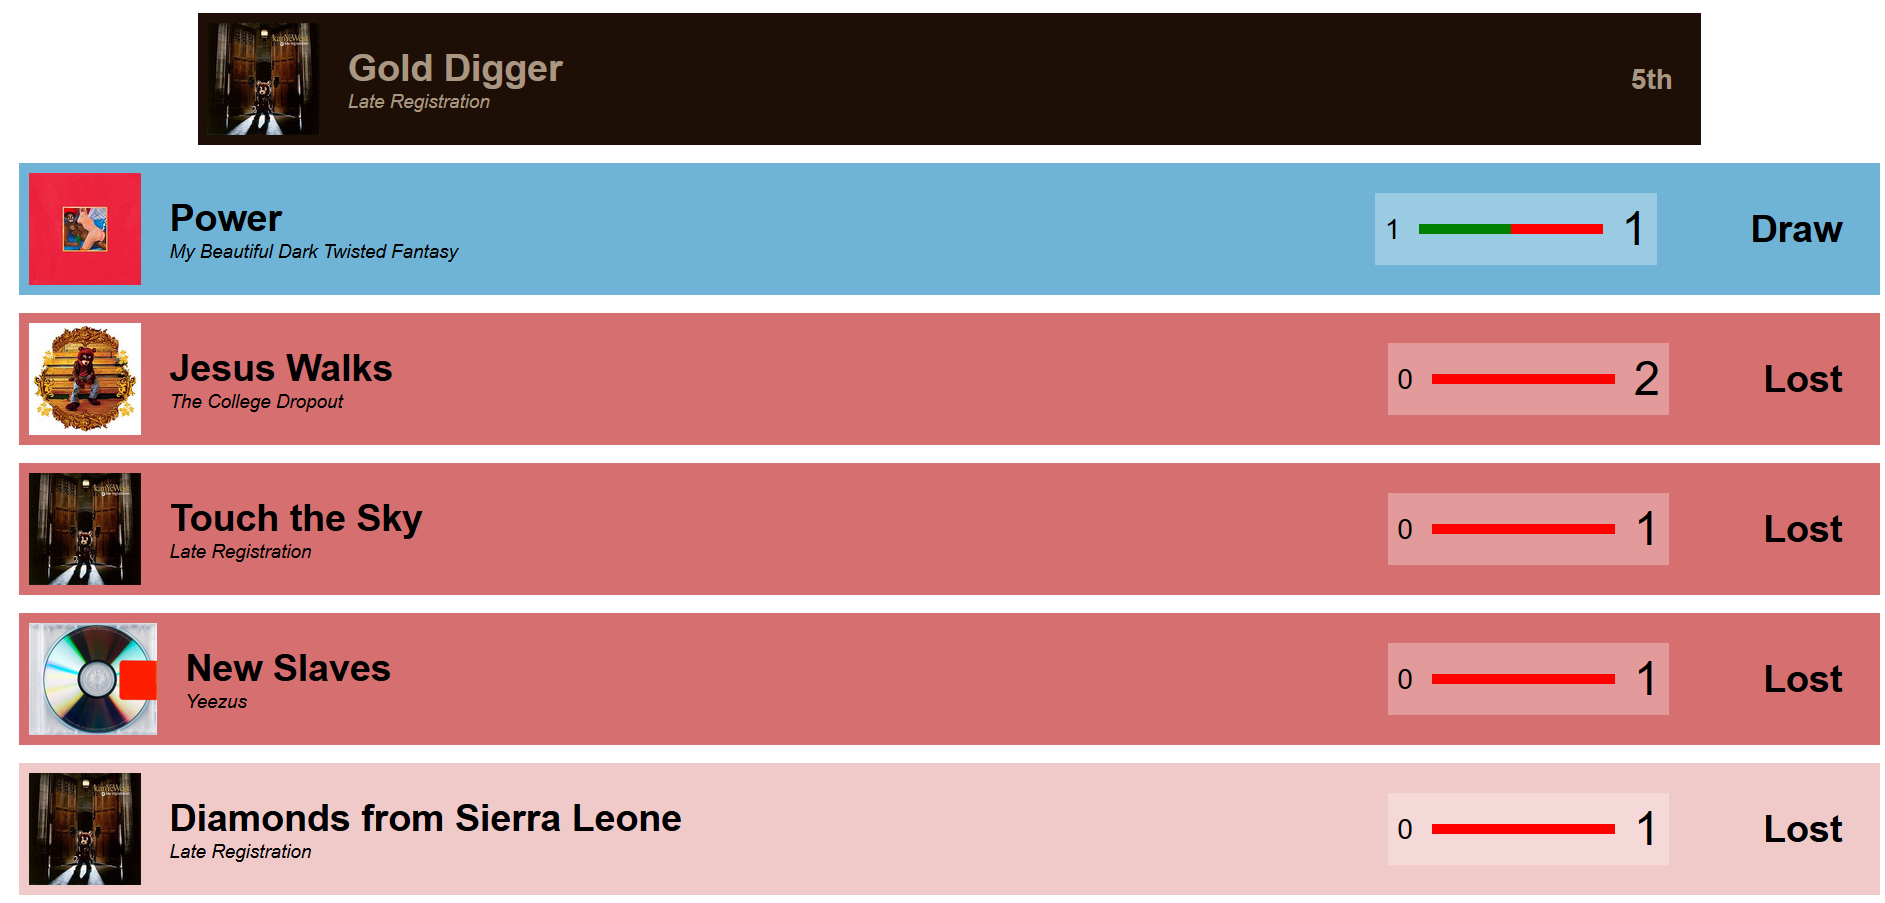 Gold Digger
Late Registration
5th
Power
My Beautiful Dark Twisted Fantasy
1
1
Draw
Jesus Walks
The College Dropout
0
2
Lost
Touch the Sky
Late Registration
0
1
Lost
New Slaves
Yeezus
0
1
Lost
Diamonds from Sierra Leone
Late Registration
0
1
Lost